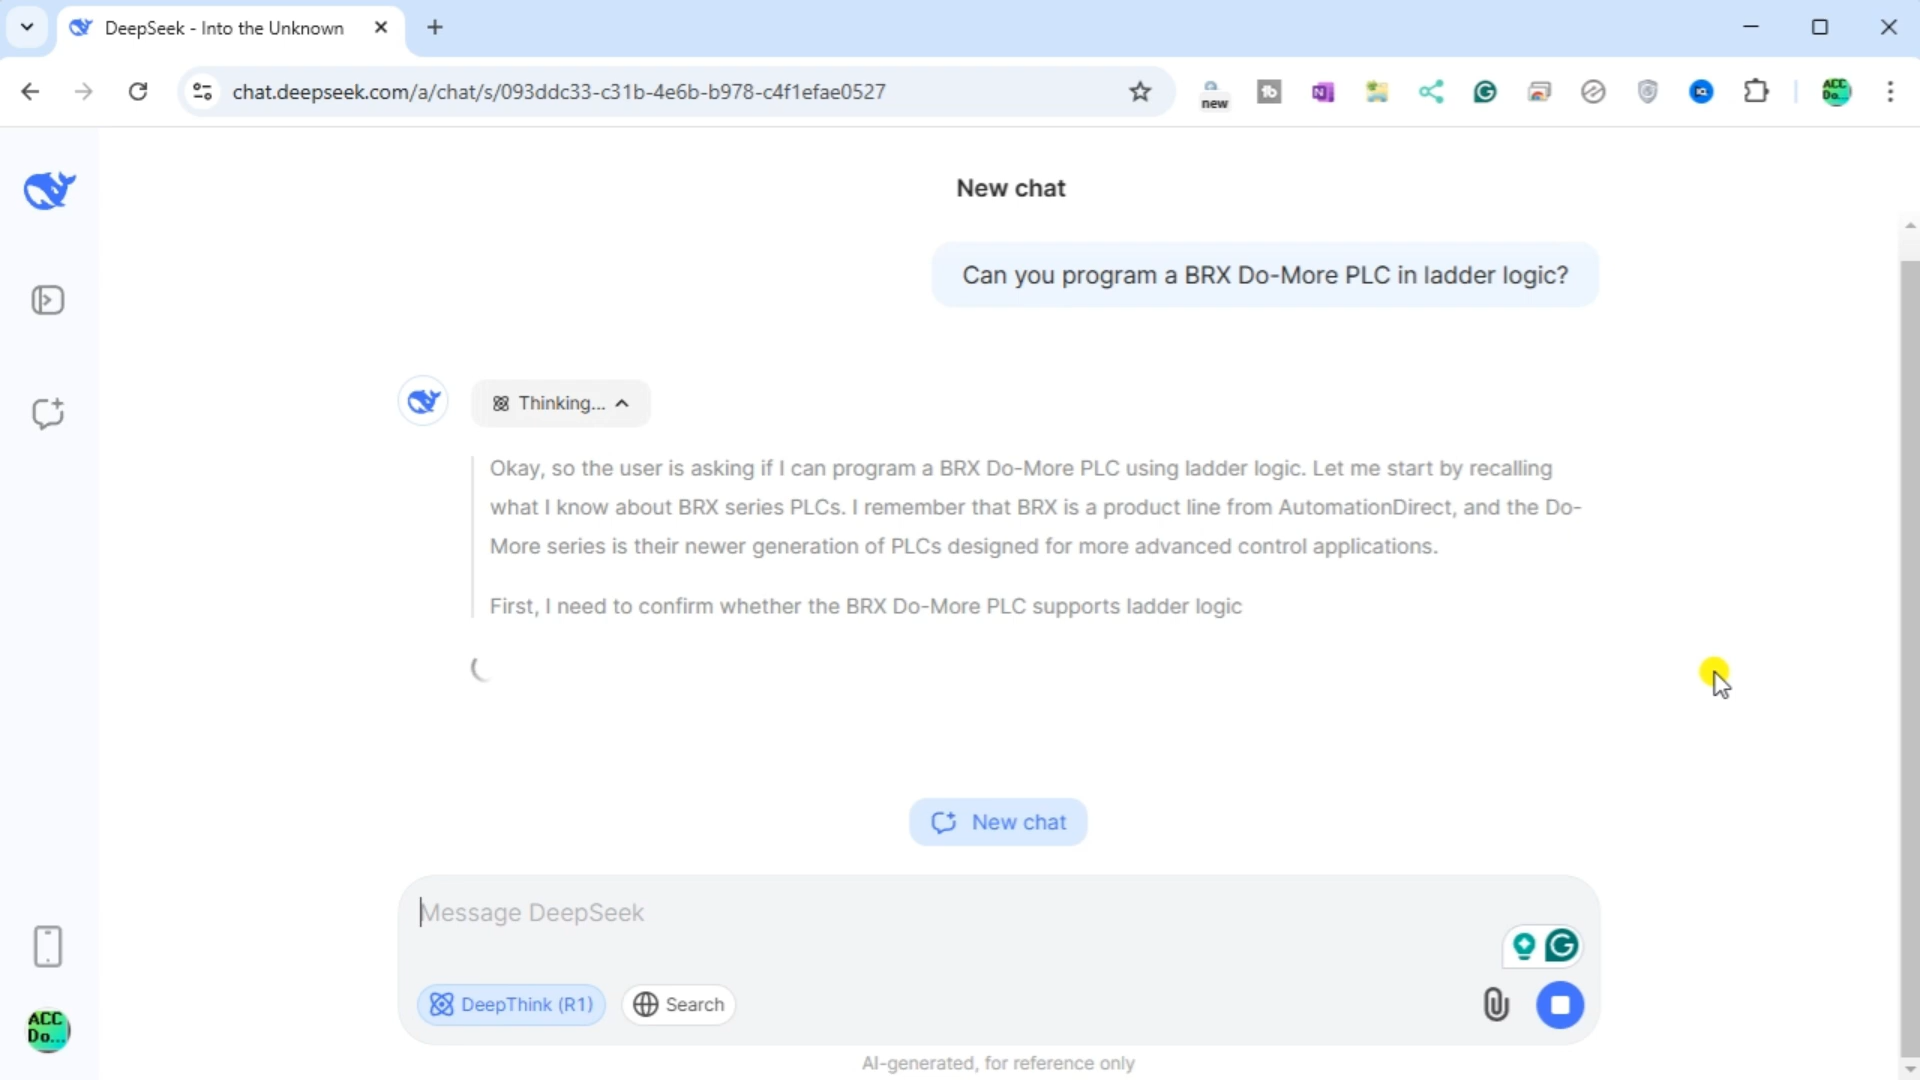 DeepSeek - Into the Unknown
chat.deepseek.com/a/chat/s/093ddc33-c31b-4e6b-b978-c4f1efae0527
new
ACC
Do...
New chat
Can you program a BRX Do-More PLC in ladder logic?
Thinking...
Okay, so the user is asking if I can program a BRX Do-More PLC using ladder logic. Let me start by recalling
what I know about BRX series PLCs. I remember that BRX is a product line from AutomationDirect, and the Do-
More series is their newer generation of PLCs designed for more advanced control applications.
First, I need to confirm whether the BRX Do-More PLC supports ladder logic
New chat
Message DeepSeek
DeepThink (R1)
Search
ACC
Do...
AI-generated, for reference only